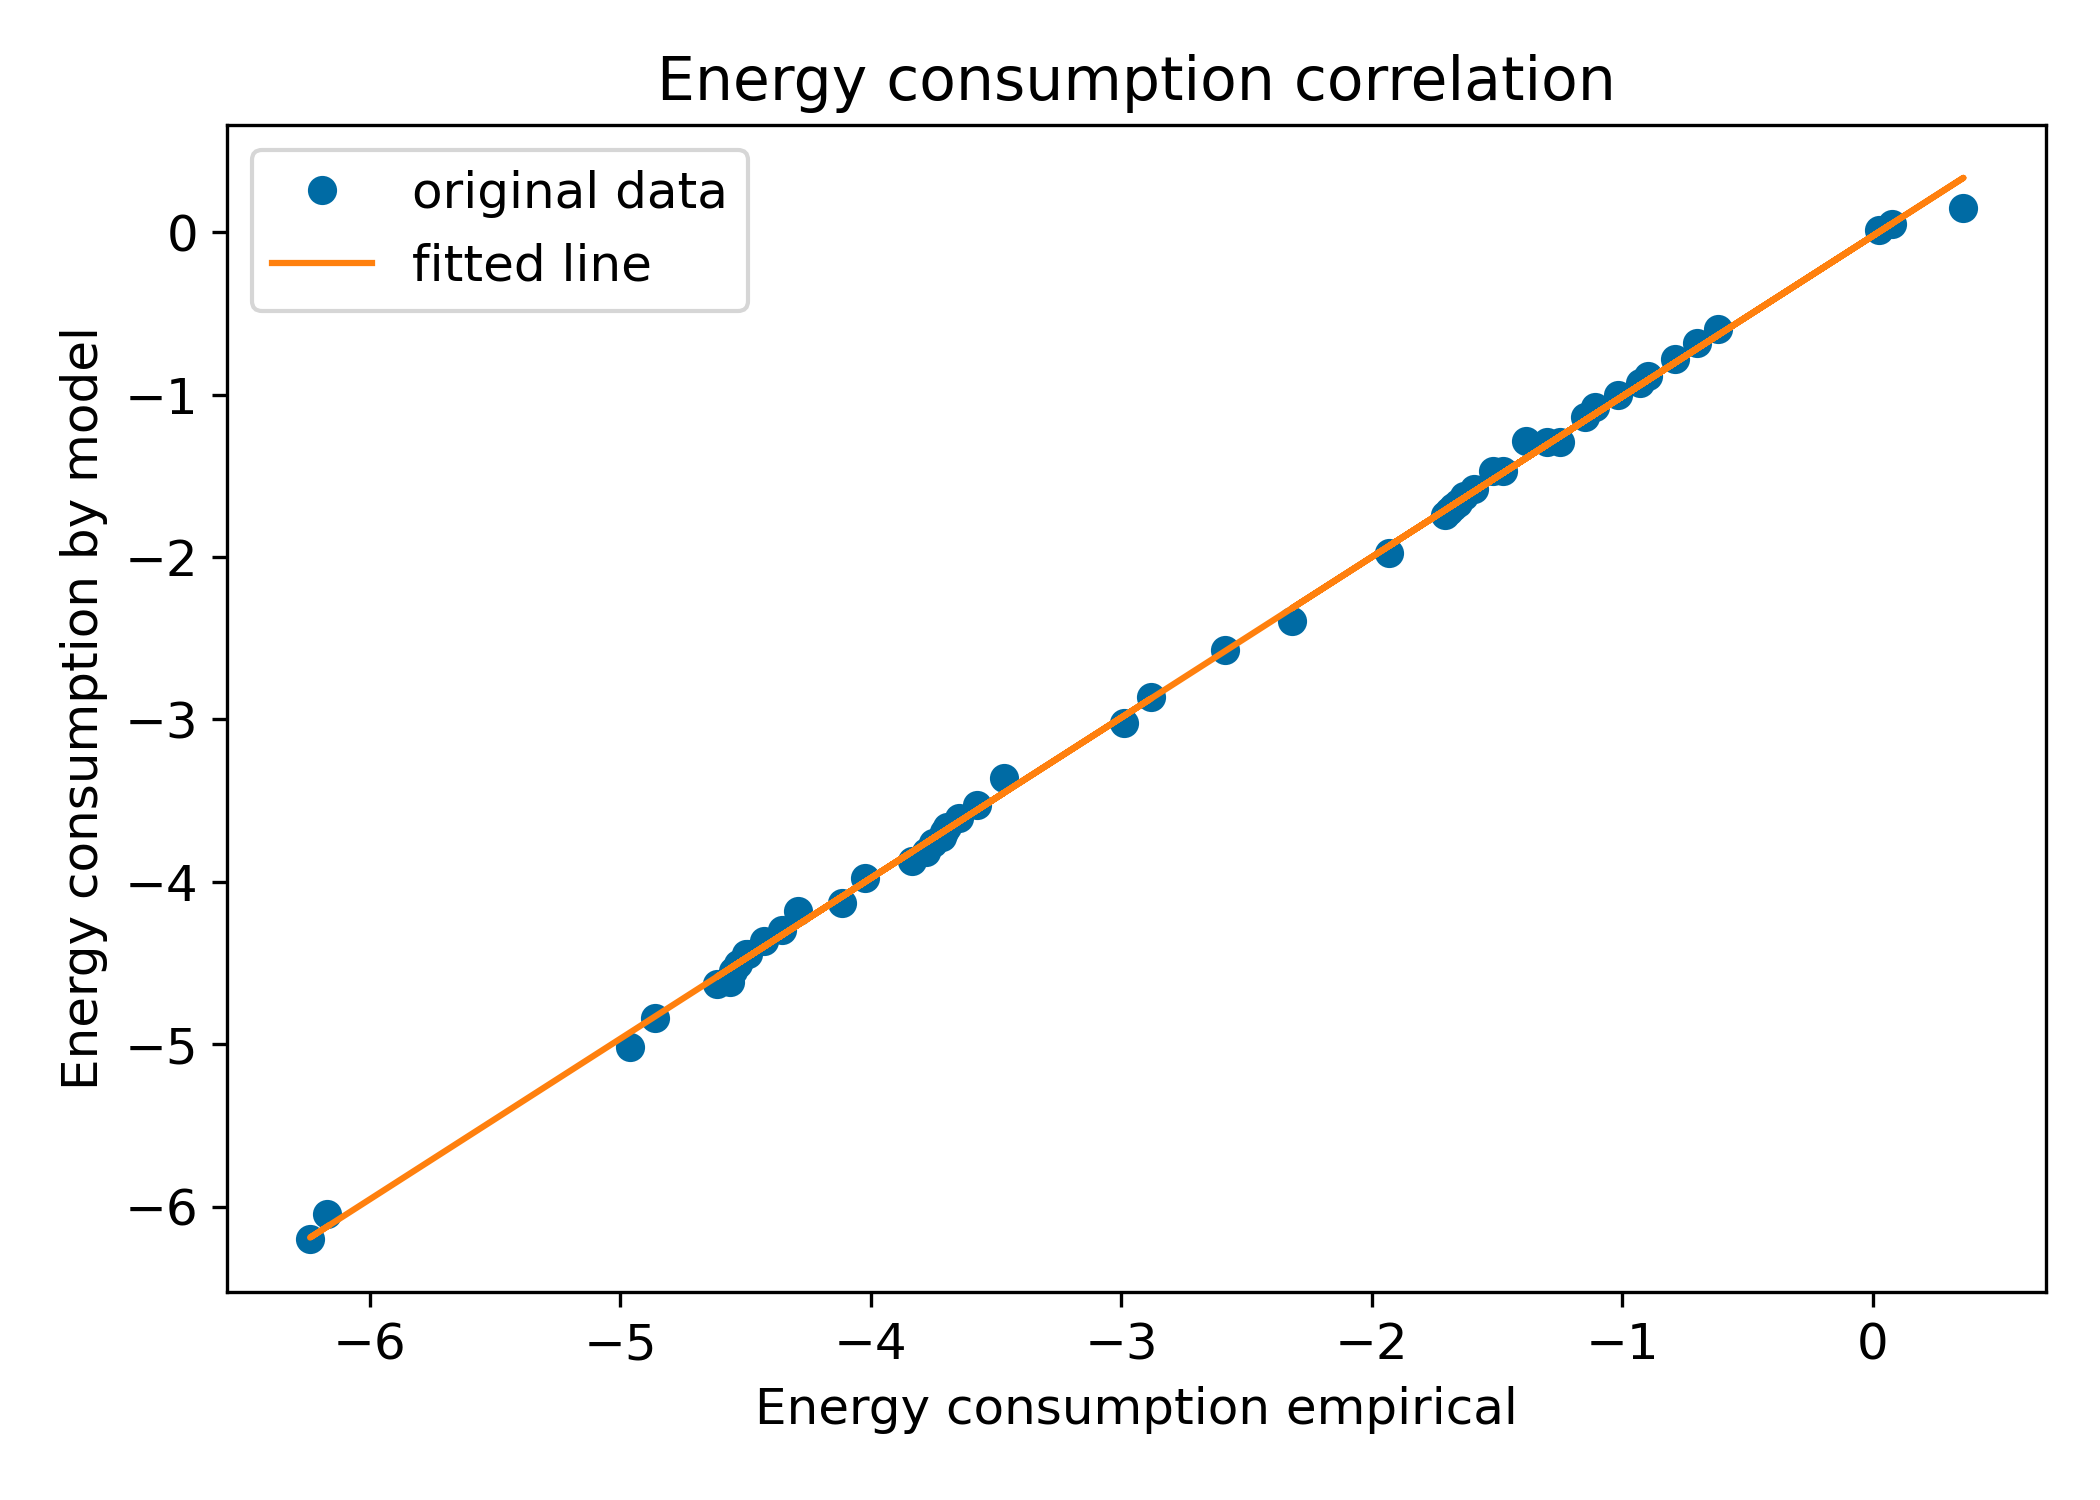 Energy consumption correlation
original data
fitted line
0
−1
−2
−3
−4
−5
−6
Energy consumption by model
−6 −5 −4 −3 −2 −1 0
Energy consumption empirical